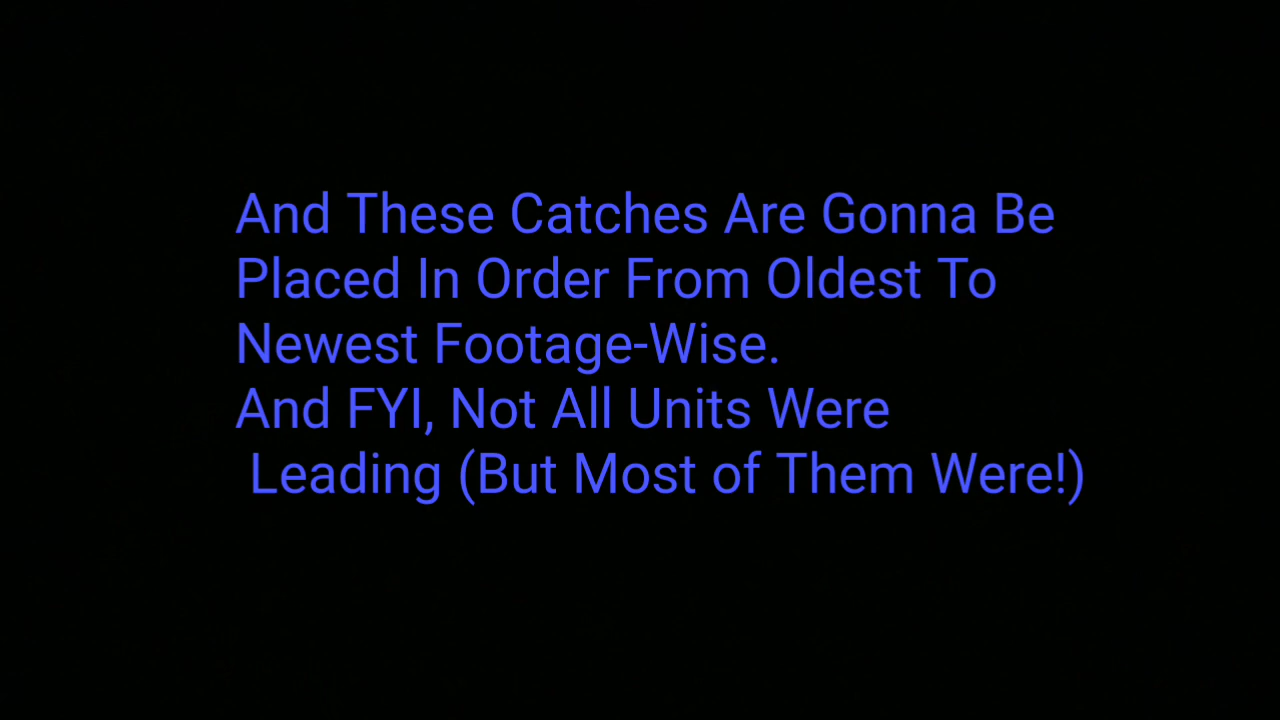 And These Catches Are Gonna Be
Placed In Order From Oldest To
Newest Footage-Wise.
And FYI, Not All Units Were
Leading (But Most of Them Were!)